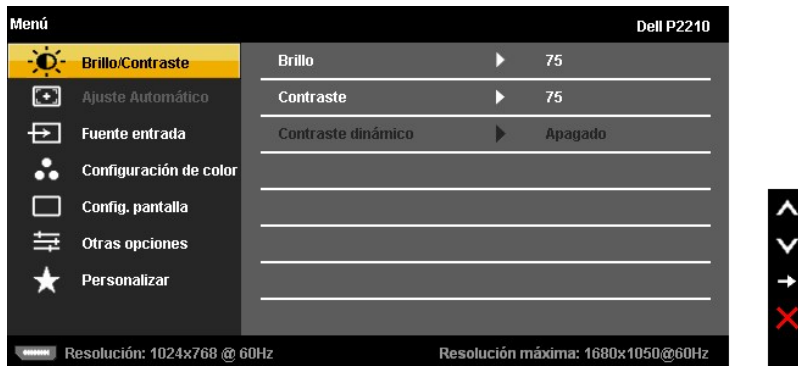 Menú
Dell P2210
Brillo/Contraste
Ajuste Automático
Fuente entrada
Configuración de color
Config. pantalla
Otras opciones
Personalizar
Brillo 75
Contraste 75
Contraste dinámico Apagado
Resolución: 1024x768 @ 60Hz
Resolución máxima: 1680x1050@60Hz